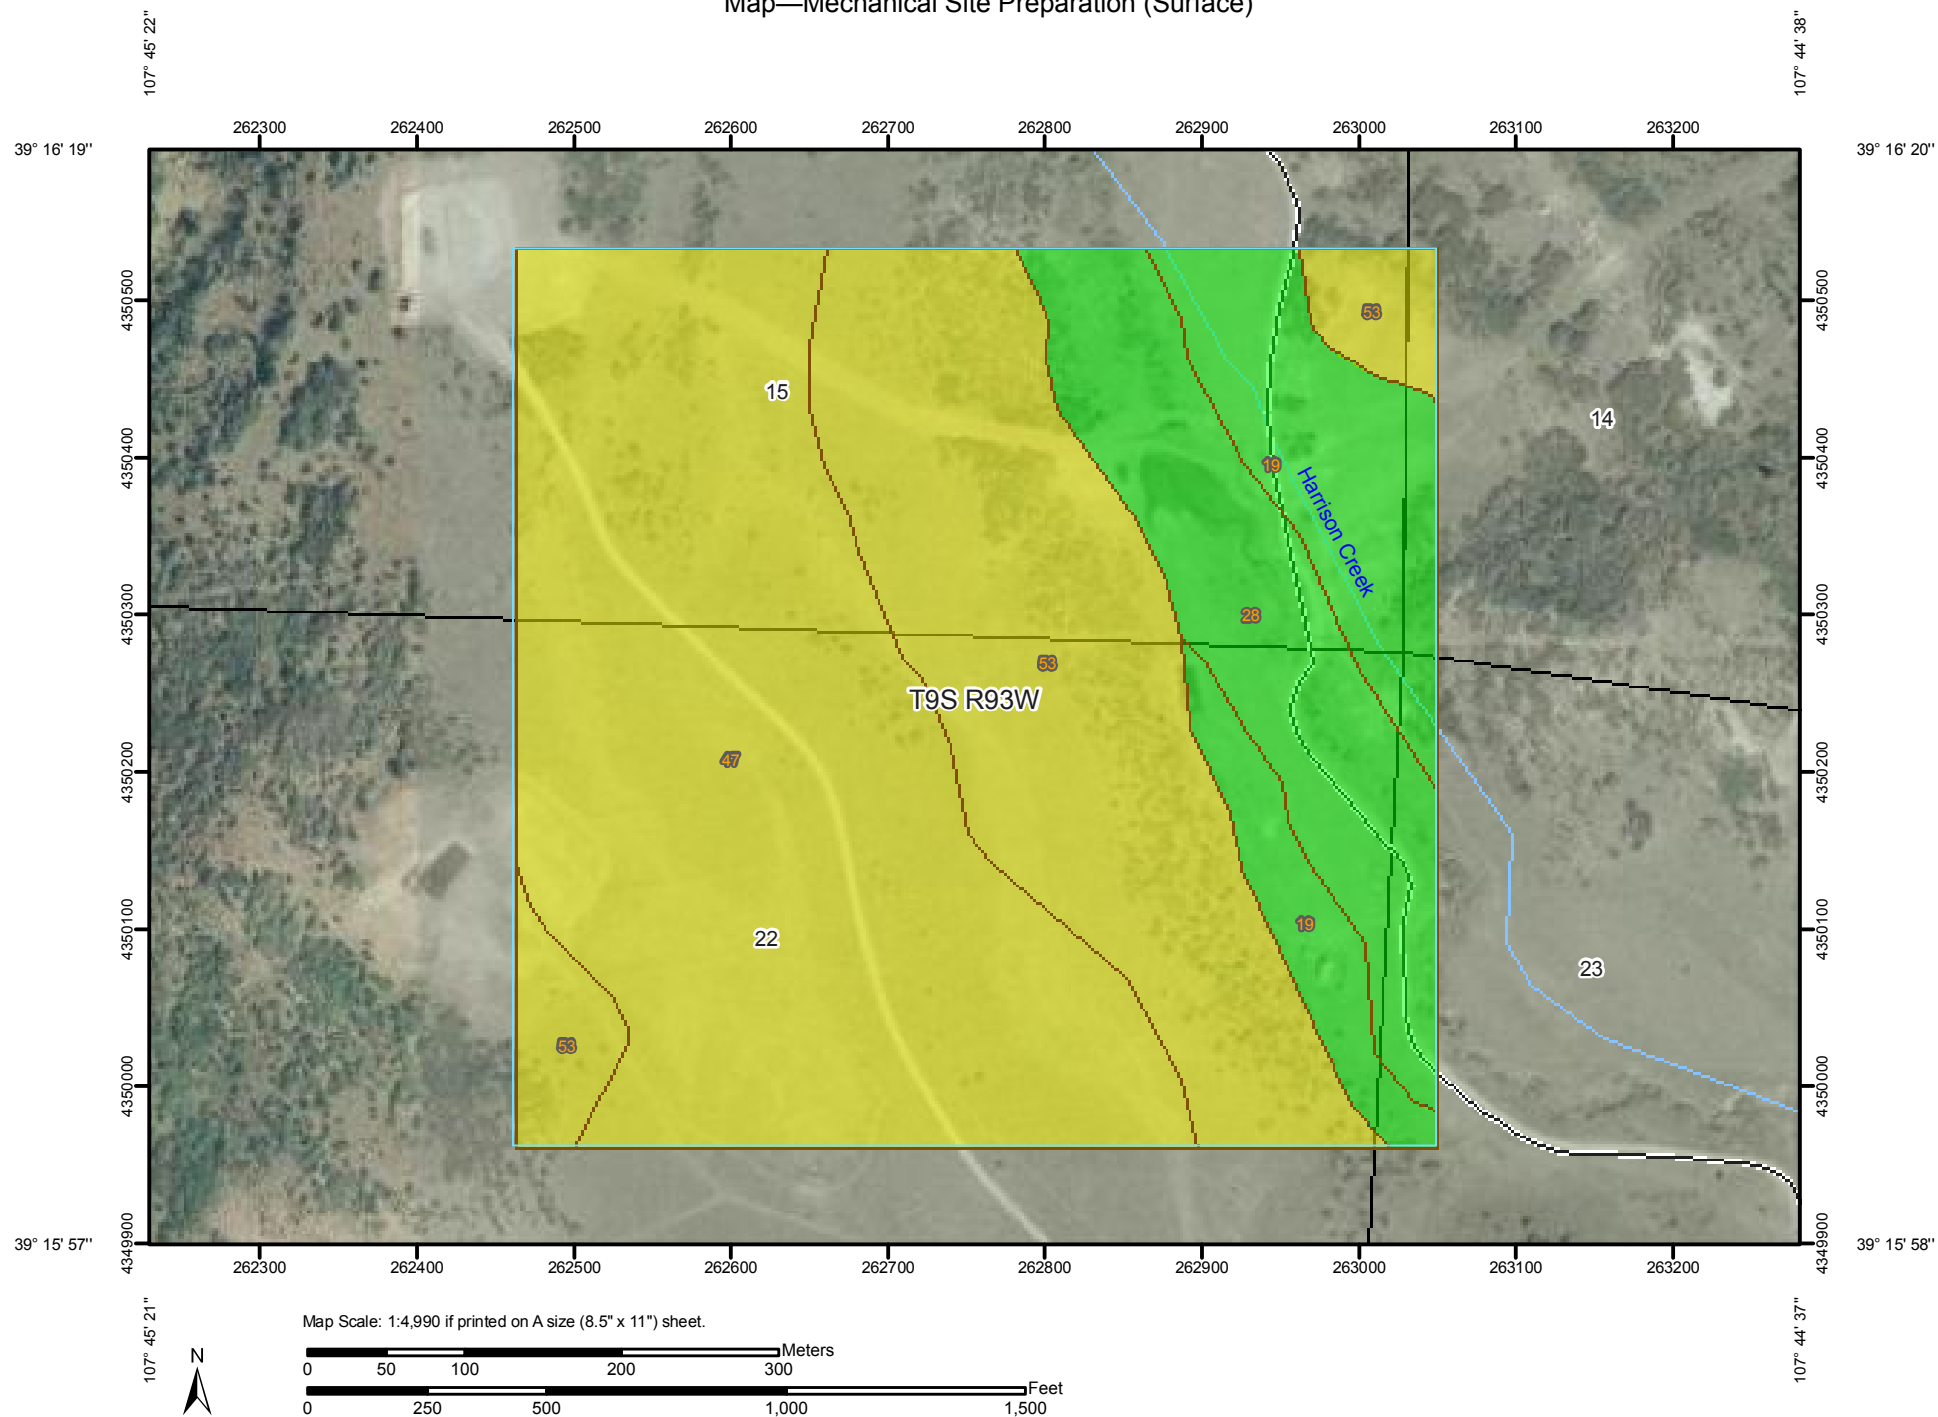 Map—Mechanical Site Preparation (Surface)
107° 45' 22"
107° 44' 38"
262300 262400 262500 262600 262700 262800 262900 263000 263100 263200
39° 16' 19"
39° 16' 20"
4350500
4350500
53
15
14
4350400
4350400
19
Harrison Creek
4350300
4350300
28
53
T9S R93W
47
4350200
4350200
19
22
4350100
4350100
23
53
4350000
4350000
39° 15' 57"
4349900
4349900
39° 15' 58"
262300 262400 262500 262600 262700 262800 262900 263000 263100 263200
107° 45' 21"
107° 44' 37"
Map Scale: 1:4,990 if printed on A size (8.5" x 11") sheet.
N
Meters
0 50 100 200 300
Feet
0 250 500 1,000 1,500